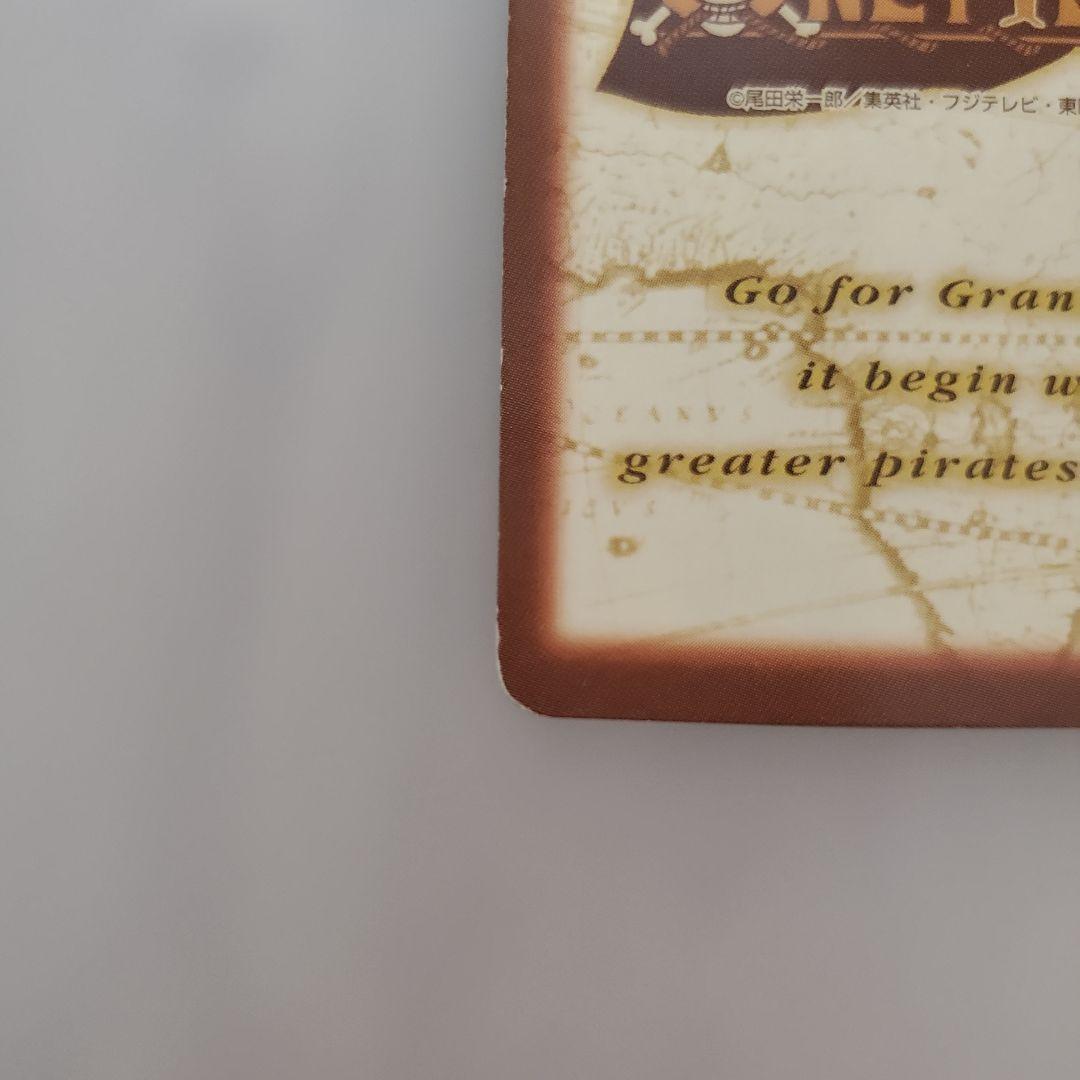 ©尾田栄一郎／集英社・フジテレビ・東
Go for Gran
it begin w
greater pirates
OCEANVS